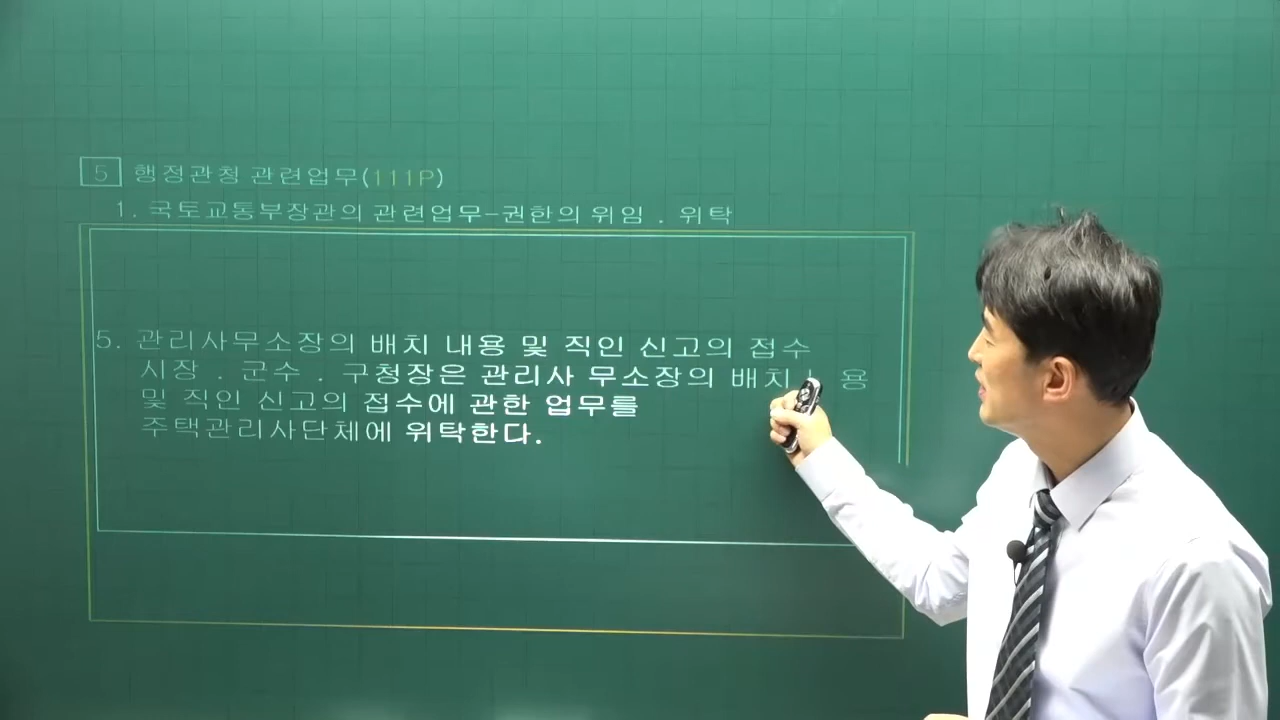 5 행정관청 관련업무(111P)
1. 국토교통부장관의 관련업무-권한의 위임 . 위탁
5. 관리사무소장의 배치 내용 및 직인 신고의 접수
시장 . 군수 . 구청장은 관리사 무소장의 배치 용
및 직인 신고의 접수에 관한 업무를
주택관리사단체에 위탁한다.